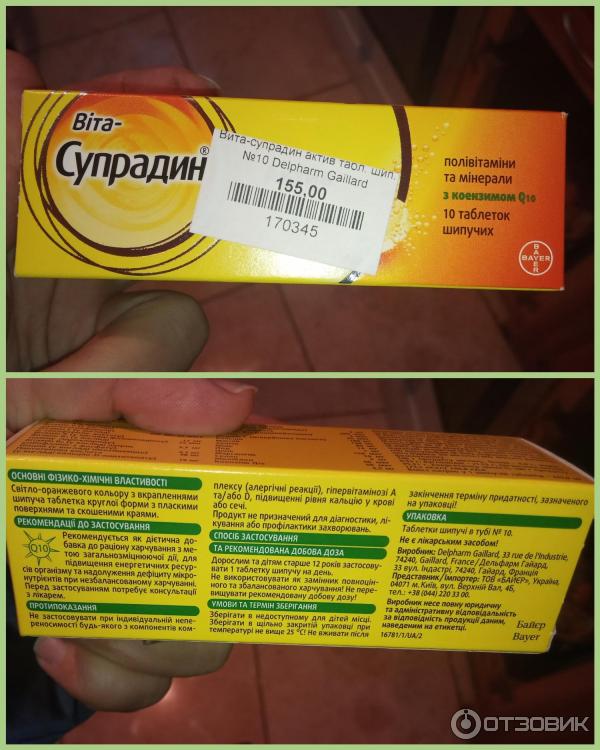 Віта-
Супрадин®
Вита-супрадин актив табл. шип.
№10 Delpharm Gaillard
155.00
170345
полівітаміни
та мінерали
з коензимом Q10
10 таблеток
шипучих
BAYER
BAYER
ОСНОВНІ ФІЗИКО-ХІМІЧНІ ВЛАСТИВОСТІ
Світло-оранжевого кольору з вкрапленнями
шипуча таблетка круглої форми з плоскими
поверхнями та скошеними краями.
РЕКОМЕНДАЦІЇ ДО ЗАСТОСУВАННЯ
Q10
Рекомендується як дієтична до-
бавка до раціону харчування з ме-
тою загальнозміцнюючої дії, для
підвищення енергетичних ресур-
сів організму та надолуження дефіциту мікро-
нутрієнтів при незбалансованому харчуванні.
Перед застосуванням потребує консультації
з лікарем.
ПРОТИПОКАЗАННЯ
Не застосовувати при індивідуальній непе-
реносимості будь-якого з компонентів ком-
плексу (алергічні реакції), гіпервітамінозі А
та/або D, підвищенні рівня кальцію у крові
або сечі.
Продукт не призначений для діагностики, лі-
кування або профілактики захворювань.
СПОСІБ ЗАСТОСУВАННЯ
ТА РЕКОМЕНДОВАНА ДОБОВА ДОЗА
Дорослим та дітям старше 12 років застосову-
вати 1 таблетку шипучу на день.
Не використовувати як замінник повноцін-
ного та збалансованого харчування! Не пере-
вищувати рекомендовану добову дозу!
УМОВИ ТА ТЕРМІН ЗБЕРІГАННЯ
Зберігати в недоступному для дітей місці.
Зберігати в щільно закритій упаковці при
температурі не вище 25 °С! Не вживати після
закінчення терміну придатності, зазначеного
на упаковці!
УПАКОВКА
Таблетки шипучі в тубі № 10.
Не є лікарським засобом!
Виробник: Delpharm Gaillard, 33 rue de l'Industrie,
74240, Gaillard, France / Дельфарм Гайард,
33 вул. Індастрі, 74240, Гайард, Франція
Представник/імпортер: ТОВ «БАЙЄР», Україна,
04071 м. Київ, вул. Верхній Вал, 4Б,
тел.: +38 (044) 220 33 00.
Виробник несе повну юридичну
та адміністративну відповідальність
за відповідність продукції даним,
наведеним на етикетці.
16781/1/UA/2
Байєр
Bayer
ОТЗОВИК